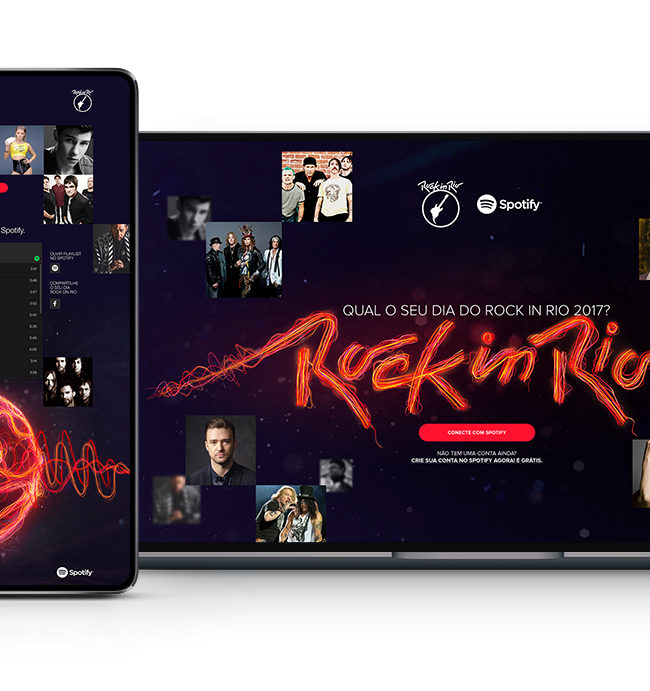 Rock in Rio
Spotify.
OUVIR PLAYLIST
NO SPOTIFY
COMPARTILHE
O SEU DIA
ROCK IN RIO
Spotify
Rock in Rio
Spotify
QUAL O SEU DIA DO ROCK IN RIO 2017?
Rock in Rio
CONECTE COM SPOTIFY
NÃO TEM UMA CONTA AINDA?
CRIE SUA CONTA NO SPOTIFY AGORA! É GRÁTIS.